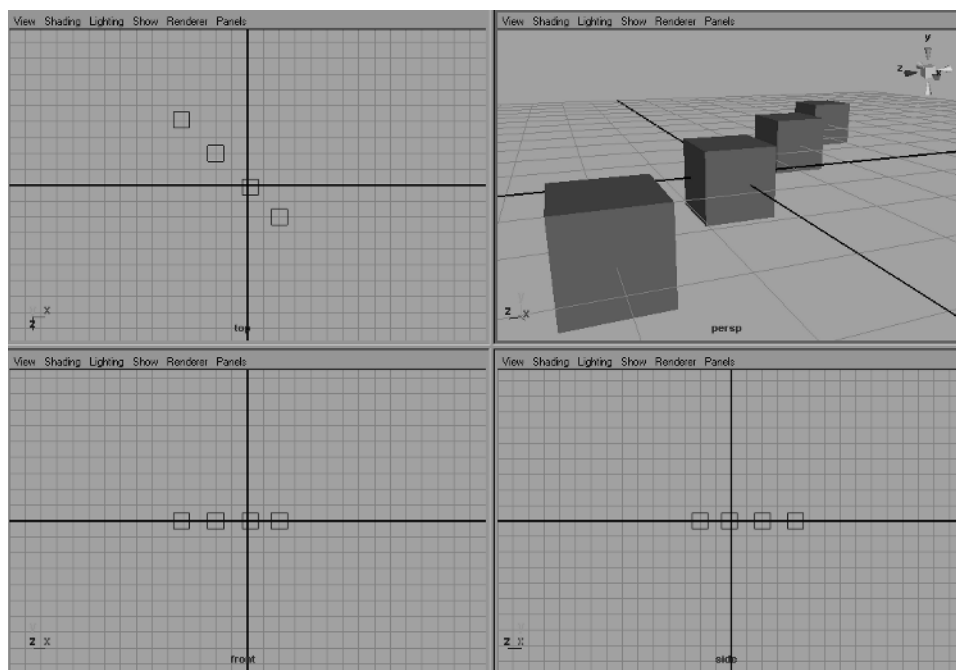 View Shading Lighting Show Renderer Panels
View Shading Lighting Show Renderer Panels
y
z
x
x
z
top
z
x
persp
View Shading Lighting Show Renderer Panels
View Shading Lighting Show Renderer Panels
z x
front
z x
side